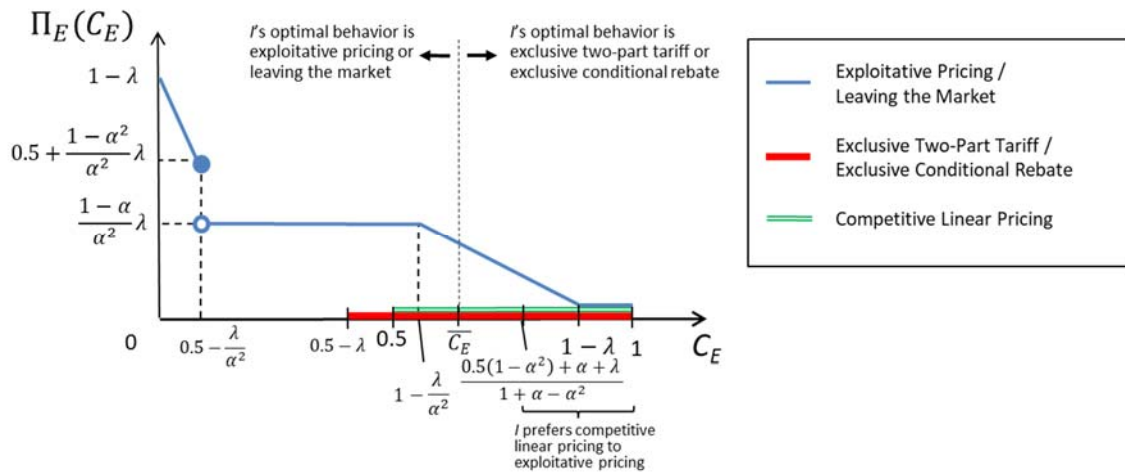 Π_E(C_E)
I's optimal behavior is
exploitative pricing or
leaving the market
I's optimal behavior is
exclusive two-part tariff or
exclusive conditional rebate
1 − λ
0.5 + (1 − α²)/α² λ
(1 − α)/α² λ
0
0.5 − λ/α²
0.5 − λ
0.5
1 − λ/α²
C̅_E
(0.5(1 − α²) + α + λ)/(1 + α − α²)
1 − λ
1
C_E
I prefers competitive
linear pricing to
exploitative pricing
Exploitative Pricing /
Leaving the Market
Exclusive Two-Part Tariff /
Exclusive Conditional Rebate
Competitive Linear Pricing